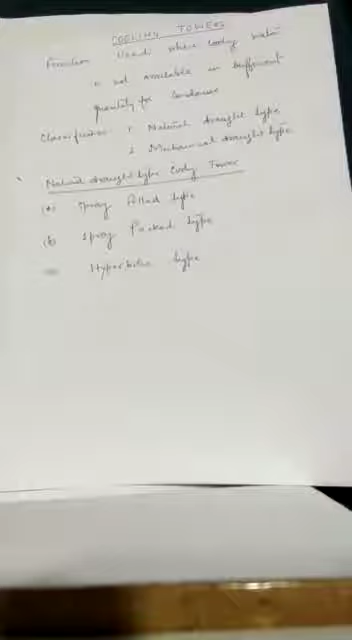 COOLING TOWERS
Function Used where cooling water
is not available in sufficient
quantity for condenser
Classification 1 Natural draught type
2 Mechanical draught type
Natural draught type Cooling Tower
(a) Spray filled type
(b) Spray Packed type
Hyperbolic type